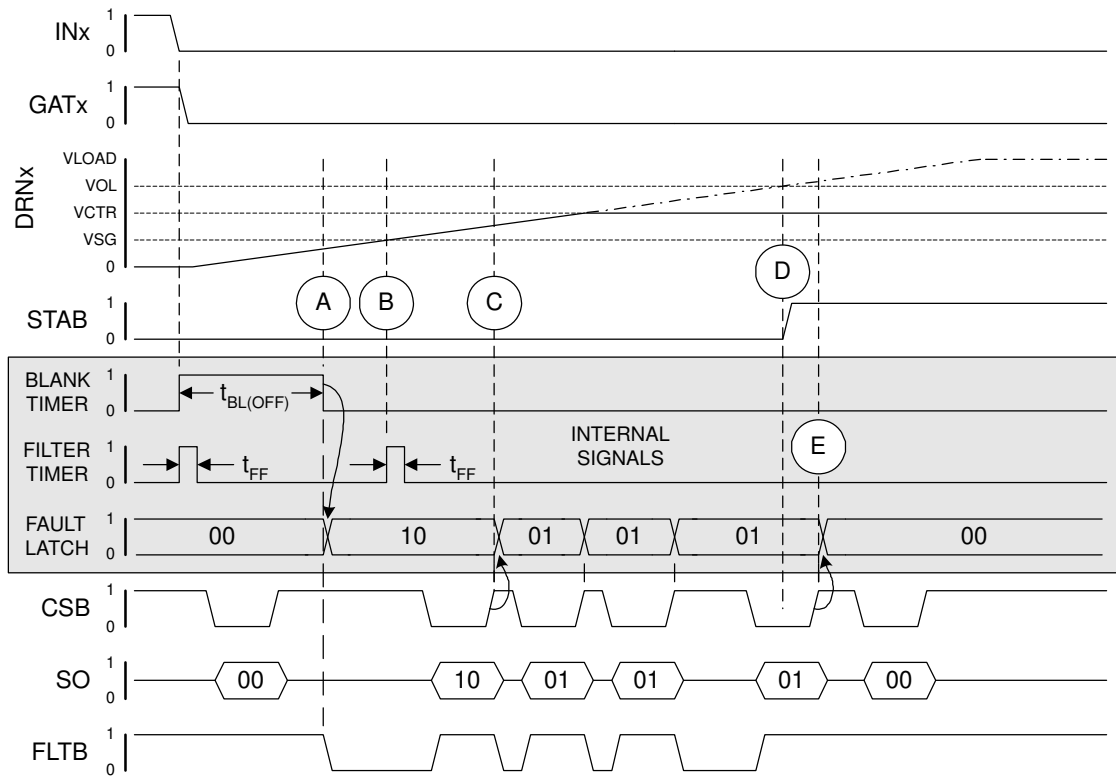 INx 1 0
GATx 1 0
DRNx VLOAD VOL VCTR VSG 0
A B C D
STAB 1 0
BLANK TIMER 1 0 tBL(OFF)
FILTER TIMER 1 0 tFF tFF
INTERNAL SIGNALS
E
FAULT LATCH 1 0 00 10 01 01 01 00
CSB 1 0
SO 1 0 00 10 01 01 01 00
FLTB 1 0